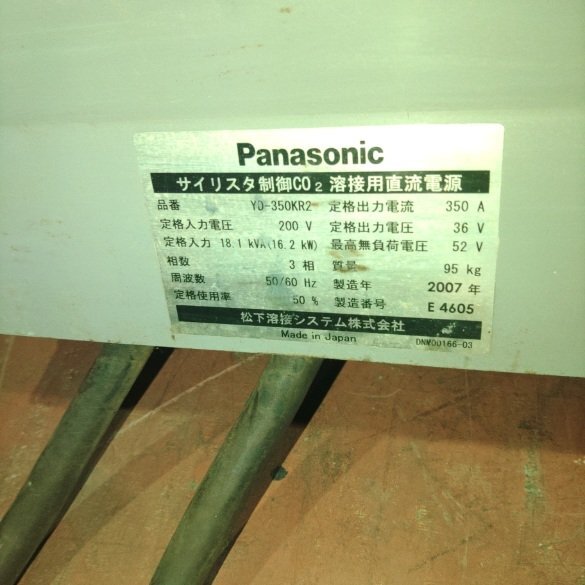 Panasonic
サイリスタ制御CO₂ 溶接用直流電源
品番 YD-350KR2 定格出力電流 350 A
定格入力電圧 200 V 定格出力電圧 36 V
定格入力 18.1 kVA(16.2 kW) 最高無負荷電圧 52 V
相数 3 相 質量 95 kg
周波数 50/60 Hz 製造年 2007 年
定格使用率 50 % 製造番号 E 4605
松下溶接システム株式会社
Made in Japan DNW00166-03